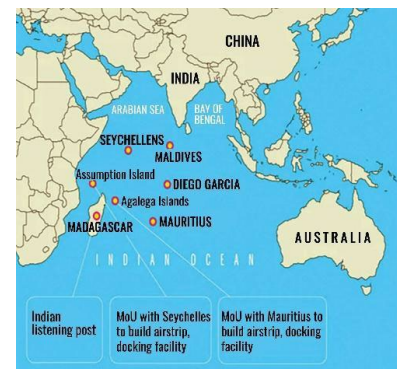 CHINA
INDIA
ARABIAN SEA
BAY OF
BENGAL
SEYCHELLENS
MALDIVES
Assumption Island
DIEGO GARCIA
Agalega Islands
MAURITIUS
MADAGASCAR
AUSTRALIA
INDIAN OCEAN
Indian
listening post
MoU with Seychelles
to build airstrip,
docking facility
MoU with Mauritius to
build airstrip, docking
facility